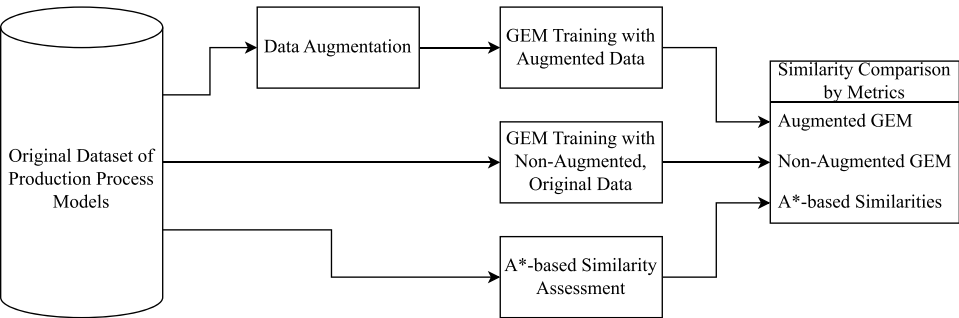 Original Dataset of
Production Process
Models
Data Augmentation
GEM Training with
Augmented Data
GEM Training with
Non-Augmented,
Original Data
A*-based Similarity
Assessment
Similarity Comparison
by Metrics
Augmented GEM
Non-Augmented GEM
A*-based Similarities